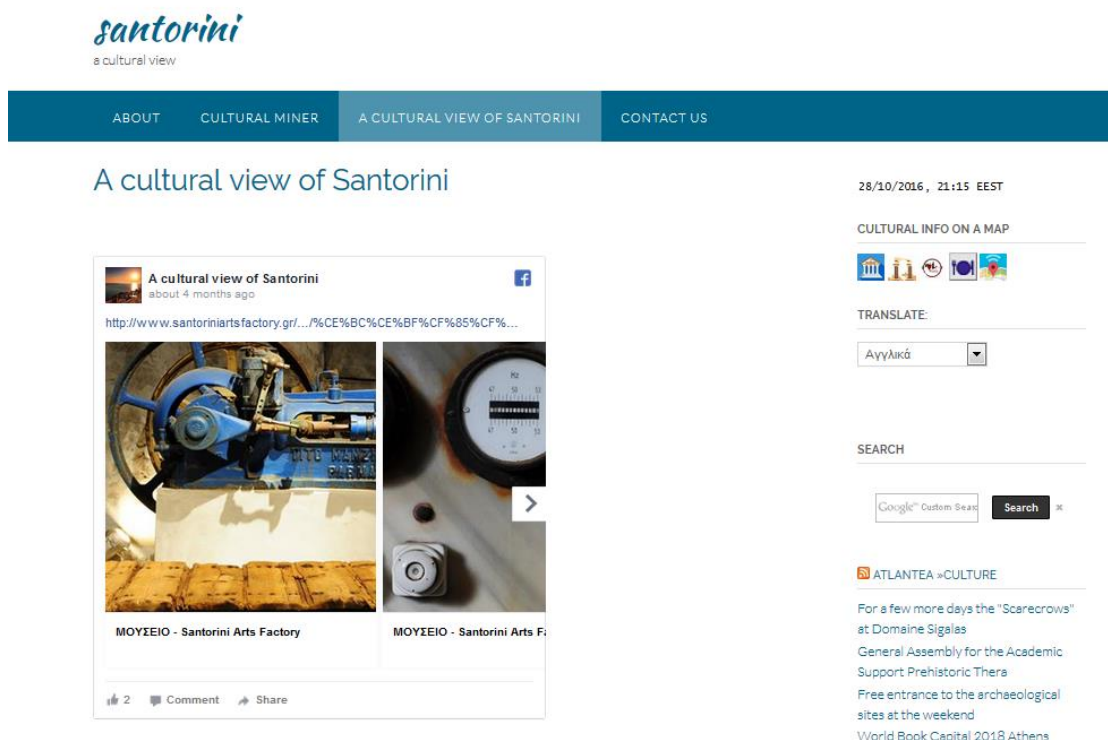 santorini
a cultural view
ABOUT
CULTURAL MINER
A CULTURAL VIEW OF SANTORINI
CONTACT US
A cultural view of Santorini
A cultural view of Santorini
about 4 months ago
http://www.santoriniartsfactory.gr/.../%CE%BC%CE%BF%CF%85%CF%...
Hz
ΜΟΥΣΕΙΟ - Santorini Arts Factory
ΜΟΥΣΕΙΟ - Santorini Arts Fa
2
Comment
Share
28/10/2016, 21:15 EEST
CULTURAL INFO ON A MAP
TRANSLATE:
Αγγλικά
SEARCH
Google™ Custom Sear
Search
×
ATLANTEA »CULTURE
For a few more days the "Scarecrows"
at Domaine Sigalas
General Assembly for the Academic
Support Prehistoric Thera
Free entrance to the archaeological
sites at the weekend
World Book Capital 2018 Athens